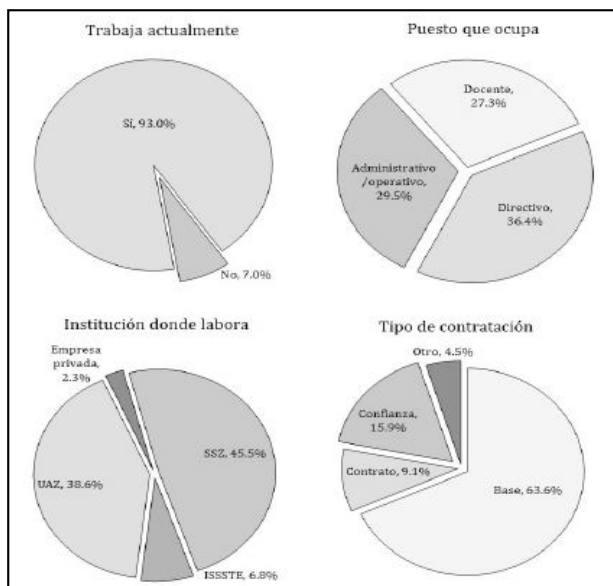 Trabaja actualmente
Sí, 93.0%
No, 7.0%
Puesto que ocupa
Docente,
27.3%
Administrativo
/operativo,
29.5%
Directivo,
36.4%
Institución donde labora
Empresa
privada,
2.3%
SSZ, 45.5%
UAZ, 38.6%
ISSSTE, 6.8%
Tipo de contratación
Otro, 4.5%
Confianza,
15.9%
Contrato, 9.1%
Base, 63.6%